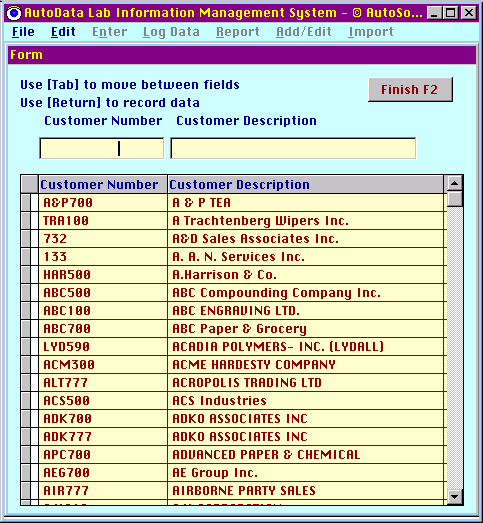 AutoData Lab Information Management System - © AutoSo...
File Edit Enter Log Data Report Add/Edit Import
Form
Use [Tab] to move between fields
Use [Return] to record data
Finish F2
Customer Number Customer Description
Customer Number Customer Description
A&P700 A & P TEA
TRA100 A Trachtenberg Wipers Inc.
732 A&D Sales Associates Inc.
133 A. A. N. Services Inc.
HAR500 A.Harrison & Co.
ABC500 ABC Compounding Company Inc.
ABC100 ABC ENGRAVING LTD.
ABC700 ABC Paper & Grocery
LYD590 ACADIA POLYMERS- INC. (LYDALL)
ACM300 ACME HARDESTY COMPANY
ALT777 ACROPOLIS TRADING LTD
ACS500 ACS Industries
ADK700 ADKO ASSOCIATES INC
ADK777 ADKO ASSOCIATES INC
APC700 ADVANCED PAPER & CHEMICAL
AEG700 AE Group Inc.
AIR777 AIRBORNE PARTY SALES